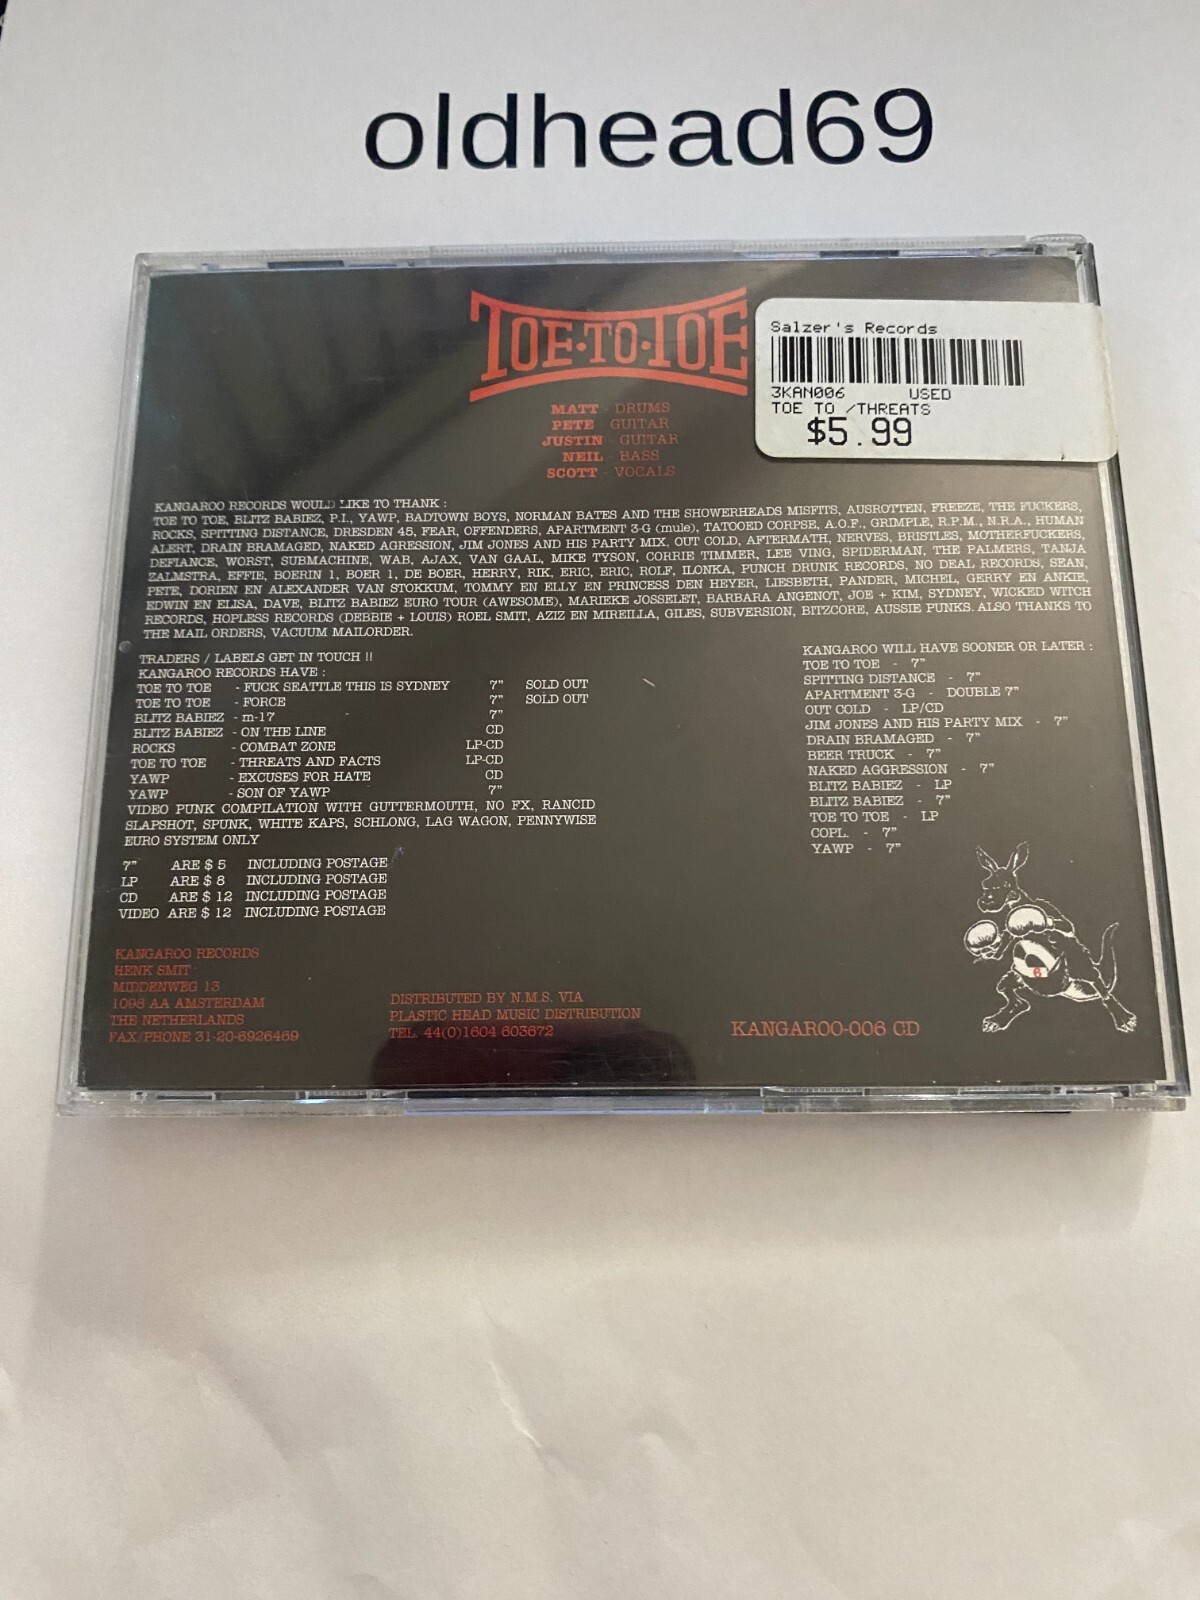 oldhead69
TOE·TO·TOE
Salzer's Records
3KAN006 USED
TOE TO /THREATS
$5.99
MATT - DRUMS
PETE - GUITAR
JUSTIN - GUITAR
NEIL - BASS
SCOTT - VOCALS
KANGAROO RECORDS WOULD LIKE TO THANK :
TOE TO TOE, BLITZ BABIEZ, P.I., YAWP, BADTOWN BOYS, NORMAN BATES AND THE SHOWERHEADS MISFITS, AUSROTTEN, FREEZE, THE FUCKERS,
ROCKS, SPITTING DISTANCE, DRESDEN 45, FEAR, OFFENDERS, APARTMENT 3-G (mule), TATOOED CORPSE, A.O.F., GRIMPLE, R.P.M., N.R.A., HUMAN
ALERT, DRAIN BRAMAGED, NAKED AGRESSION, JIM JONES AND HIS PARTY MIX, OUT COLD, AFTERMATH, NERVES, BRISTLES, MOTHERFUCKERS,
DEFIANCE, WORST, SUBMACHINE, WAB, AJAX, VAN GAAL, MIKE TYSON, CORRIE TIMMER, LEE VING, SPIDERMAN, THE PALMERS, TANJA
ZALMSTRA, EFFIE, BOERIN 1, BOER 1, DE BOER, HERRY, RIK, ERIC, ERIC, ROLF, ILONKA, PUNCH DRUNK RECORDS, NO DEAL RECORDS, SEAN,
PETE, DORIEN EN ALEXANDER VAN STOKKUM, TOMMY EN ELLY EN PRINCESS DEN HEYER, LIESBETH, PANDER, MICHEL, GERRY EN ANKIE,
EDWIN EN ELISA, DAVE, BLITZ BABIEZ EURO TOUR (AWESOME), MARIEKE JOSSELET, BARBARA ANGENOT, JOE + KIM, SYDNEY, WICKED WITCH
RECORDS, HOPLESS RECORDS (DEBBIE + LOUIS) ROEL SMIT, AZIZ EN MIREILLA, GILES, SUBVERSION, BITZCORE, AUSSIE PUNKS. ALSO THANKS TO
THE MAIL ORDERS, VACUUM MAILORDER.
TRADERS / LABELS GET IN TOUCH !!
KANGAROO RECORDS HAVE :
TOE TO TOE - FUCK SEATTLE THIS IS SYDNEY 7" SOLD OUT
TOE TO TOE - FORCE 7" SOLD OUT
BLITZ BABIEZ - m-17 7"
BLITZ BABIEZ - ON THE LINE CD
ROCKS - COMBAT ZONE LP-CD
TOE TO TOE - THREATS AND FACTS LP-CD
YAWP - EXCUSES FOR HATE CD
YAWP - SON OF YAWP 7"
VIDEO PUNK COMPILATION WITH GUTTERMOUTH, NO FX, RANCID
SLAPSHOT, SPUNK, WHITE KAPS, SCHLONG, LAG WAGON, PENNYWISE
EURO SYSTEM ONLY
7" ARE $ 5 INCLUDING POSTAGE
LP ARE $ 8 INCLUDING POSTAGE
CD ARE $ 12 INCLUDING POSTAGE
VIDEO ARE $ 12 INCLUDING POSTAGE
KANGAROO WILL HAVE SOONER OR LATER :
TOE TO TOE - 7"
SPITTING DISTANCE - 7"
APARTMENT 3-G - DOUBLE 7"
OUT COLD - LP/CD
JIM JONES AND HIS PARTY MIX - 7"
DRAIN BRAMAGED - 7"
BEER TRUCK - 7"
NAKED AGGRESSION - 7"
BLITZ BABIEZ - LP
BLITZ BABIEZ - 7"
TOE TO TOE - LP
COPL. - 7"
YAWP - 7"
KANGAROO RECORDS
HENK SMIT
MIDDENWEG 13
1098 AA AMSTERDAM
THE NETHERLANDS
FAX/PHONE 31-20-6926469
DISTRIBUTED BY N.M.S. VIA
PLASTIC HEAD MUSIC DISTRIBUTION
TEL. 44(0)1604 603672
KANGAROO-006 CD
6